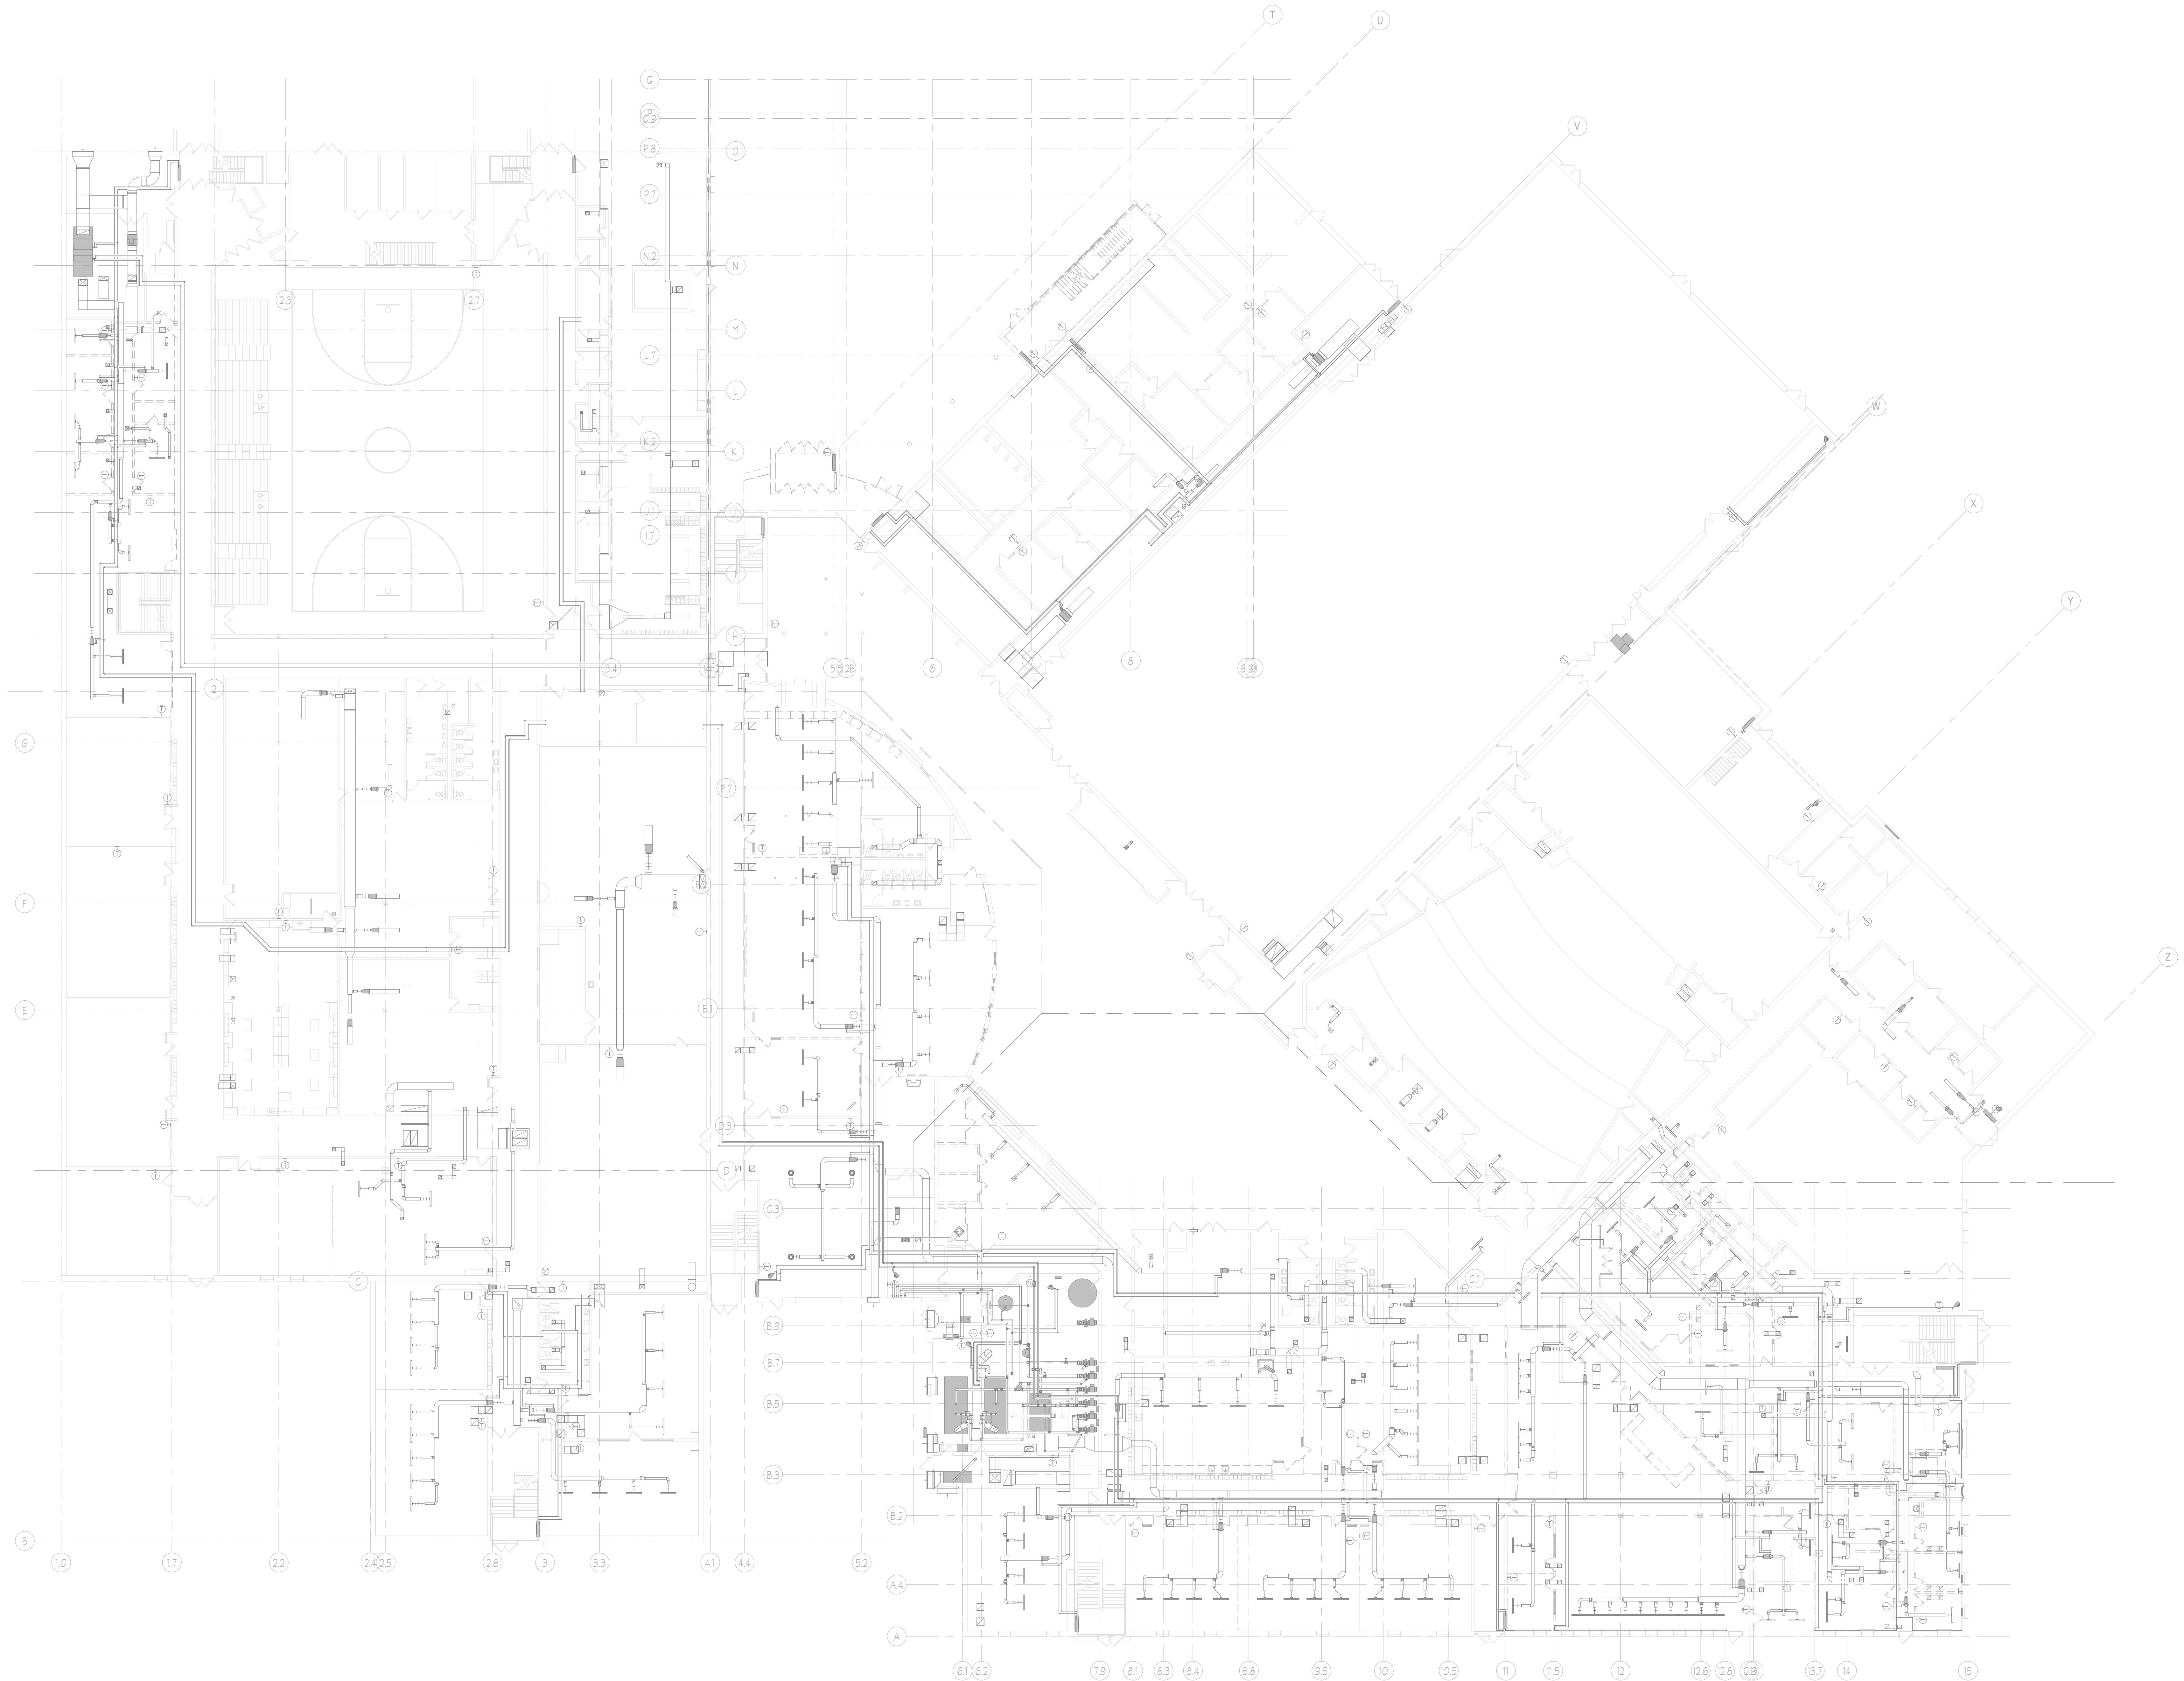 T
U
V
Q
Q.9
P.8
O
P.7
N.2
N
2.3
2.7
M
L.7
L
W
K.2
K
J.1
J
X
I.7
Y
H
2
3.4
6
8
G
F.7
F
Z
E
E.1
D.3
D
C.3
C
C.1
B.9
B.7
B.5
B.3
B.2
B
1.0
1.7
2.2
2.4
2.5
2.8
3
3.3
4.1
4.4
5.2
A.4
A
6.1
6.2
7.9
8.1
8.3
8.4
8.8
9.5
10
10.5
11
11.5
12
12.6
12.8
13.7
14
15